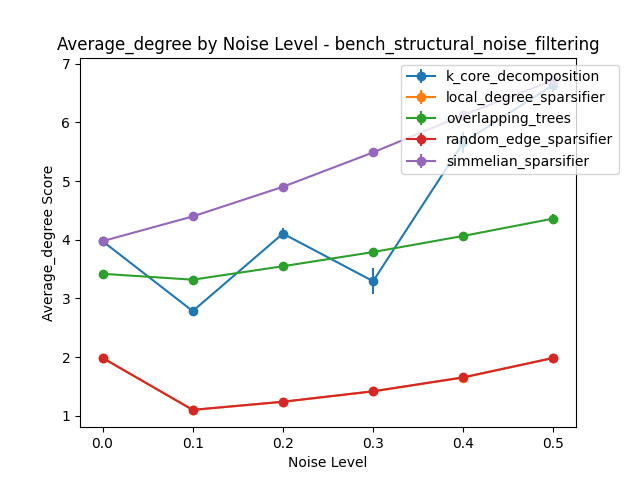 Average_degree by Noise Level - bench_structural_noise_filtering
7
6
5
4
3
2
1
Average_degree Score
k_core_decomposition
local_degree_sparsifier
overlapping_trees
random_edge_sparsifier
simmelian_sparsifier
0.0 0.1 0.2 0.3 0.4 0.5
Noise Level